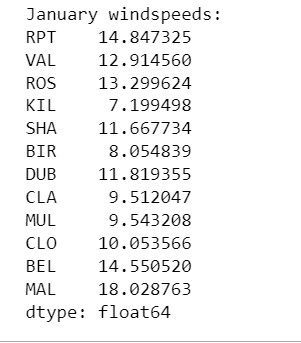 January windspeeds:
RPT    14.847325
VAL    12.914560
ROS    13.299624
KIL     7.199498
SHA    11.667734
BIR     8.054839
DUB    11.819355
CLA     9.512047
MUL     9.543208
CLO    10.053566
BEL    14.550520
MAL    18.028763
dtype: float64